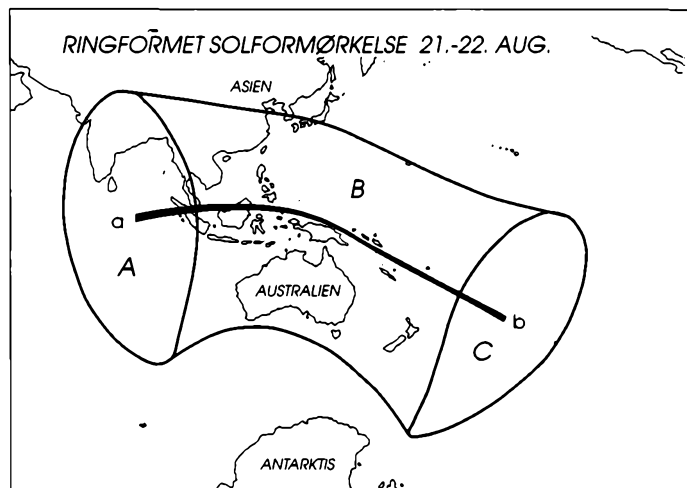 RINGFORMET SOLFORMØRKELSE 21.-22. AUG.
ASIEN
B
a
A
AUSTRALIEN
b
C
ANTARKTIS